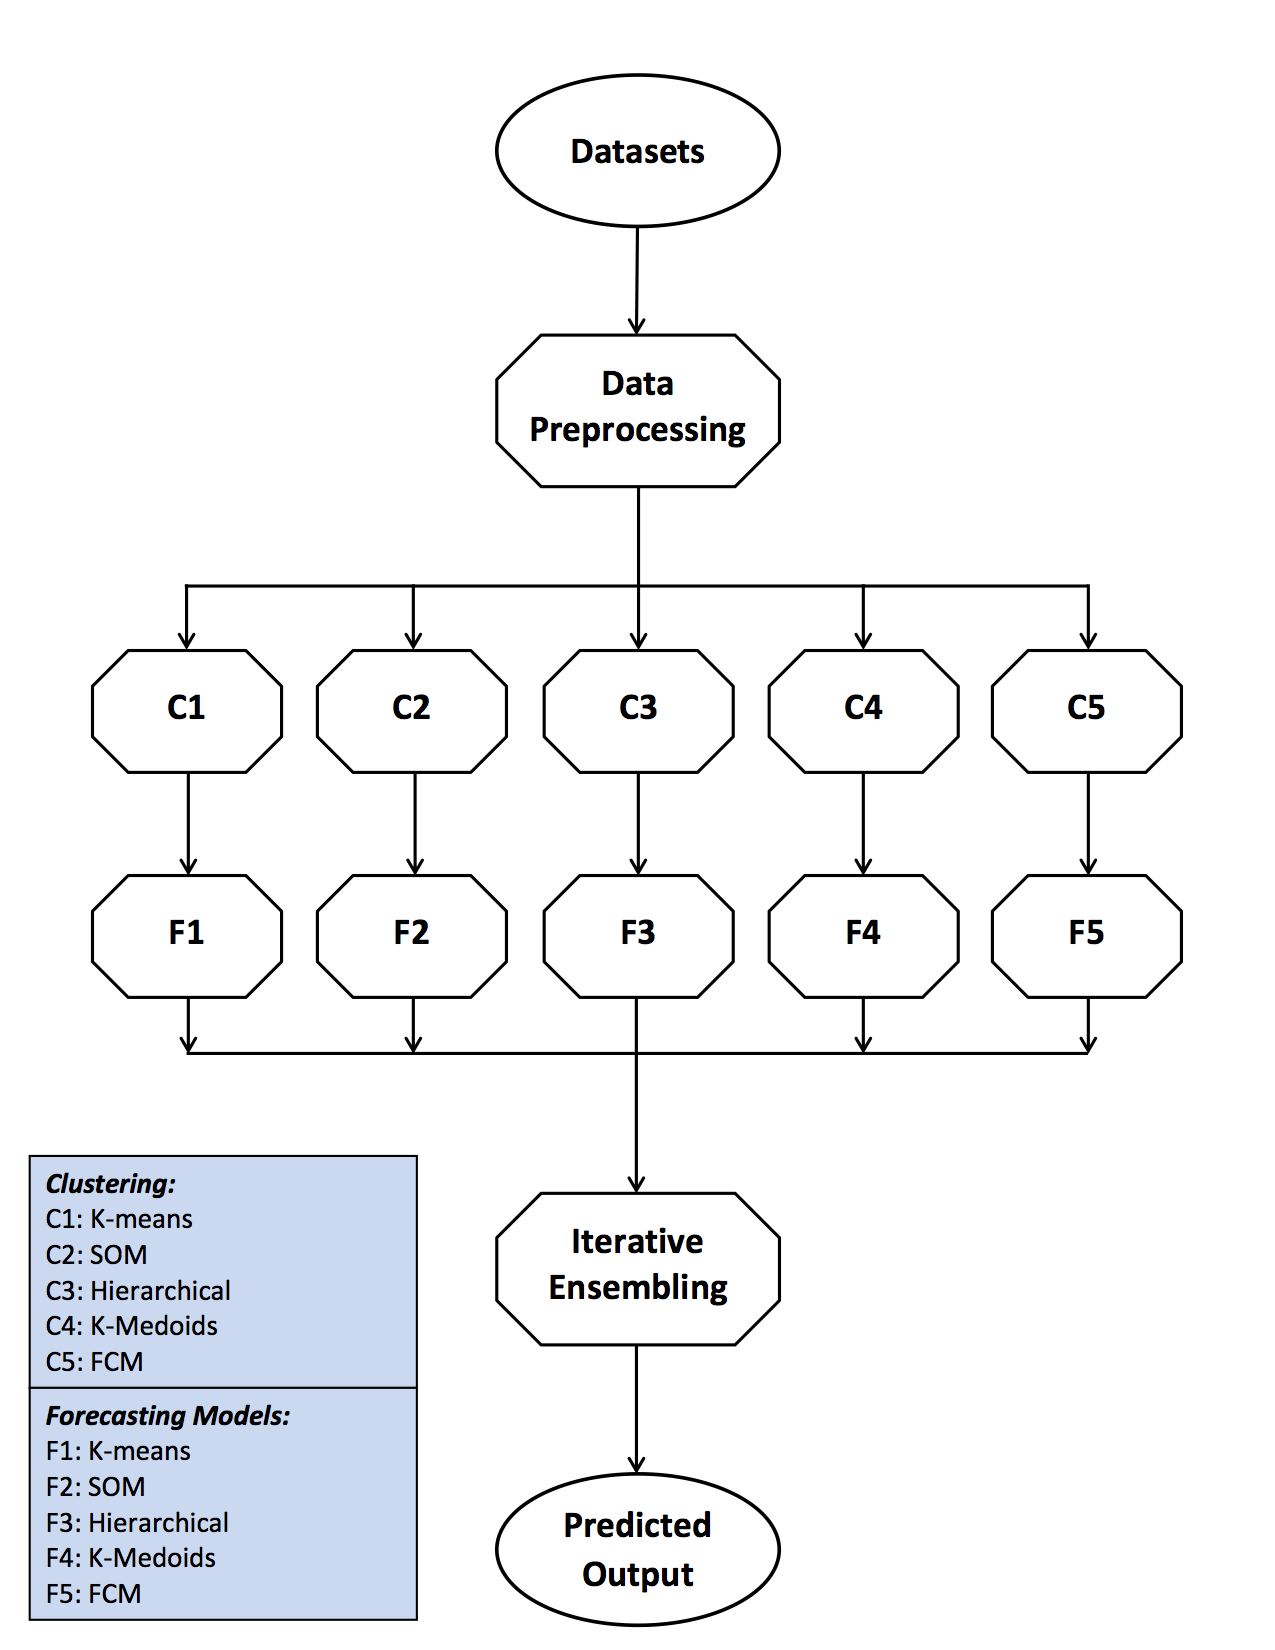 Datasets
Data
Preprocessing
C1
C2
C3
C4
C5
F1
F2
F3
F4
F5
Iterative
Ensembling
Predicted
Output
Clustering:
C1: K-means
C2: SOM
C3: Hierarchical
C4: K-Medoids
C5: FCM
Forecasting Models:
F1: K-means
F2: SOM
F3: Hierarchical
F4: K-Medoids
F5: FCM